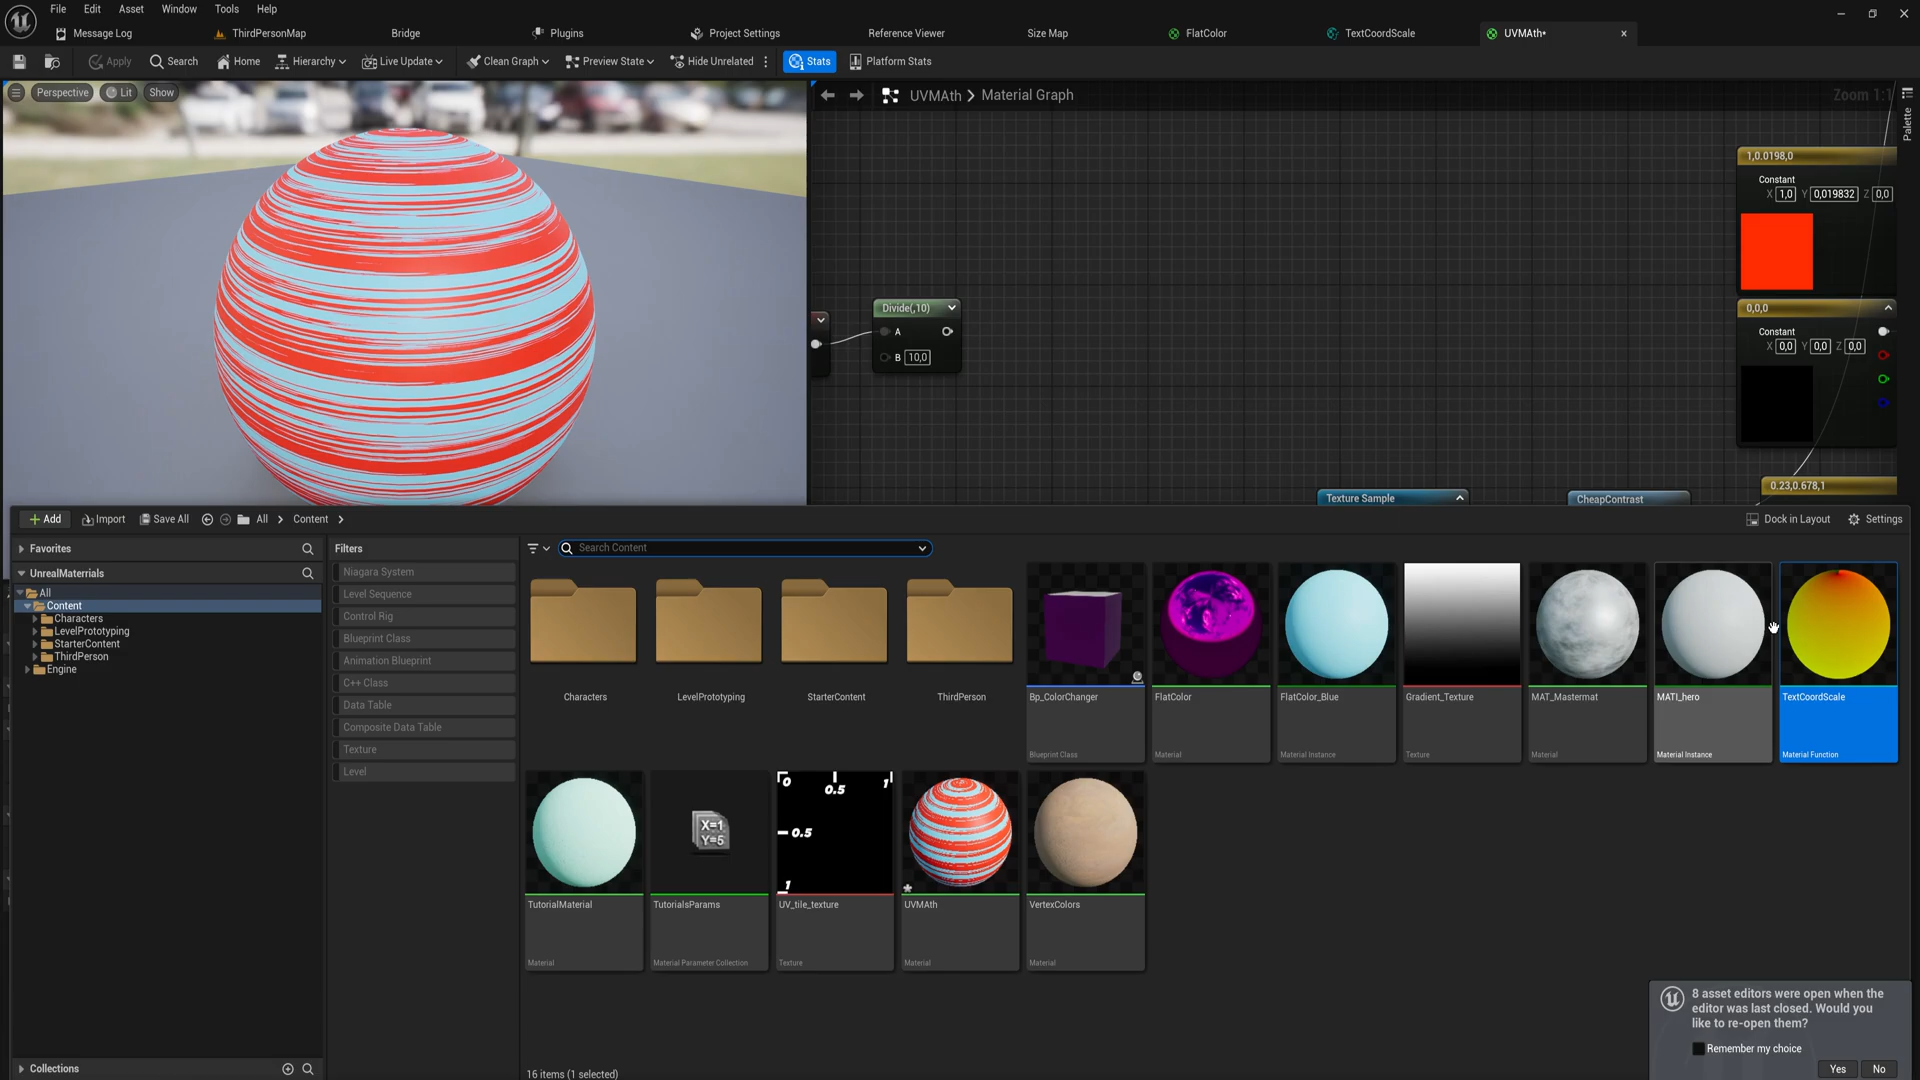 File Edit Asset Window Tools Help
Message Log ThirdPersonMap Bridge Plugins Project Settings Reference Viewer Size Map FlatColor TextCoordScale UVMAth•
Apply Search Home Hierarchy Live Update Clean Graph Preview State Hide Unrelated Stats Platform Stats
Perspective Lit Show
UVMAth > Material Graph
Zoom 1:1
Palette
1,0.0198,0
Constant
X 1,0 Y 0,019832 Z 0,0
Divide(,10)
A
B 10,0
0,0,0
Constant
X 0,0 Y 0,0 Z 0,0
0.23,0.678,1
Texture Sample
CheapContrast
Add Import Save All All > Content >
Dock in Layout Settings
Favorites
UnrealMaterials
All
Content
Characters
LevelPrototyping
StarterContent
ThirdPerson
Engine
Collections
Filters
Niagara System
Level Sequence
Control Rig
Blueprint Class
Animation Blueprint
C++ Class
Data Table
Composite Data Table
Texture
Level
Search Content
Characters
LevelPrototyping
StarterContent
ThirdPerson
Bp_ColorChanger
Blueprint Class
FlatColor
Material
FlatColor_Blue
Material Instance
Gradient_Texture
Texture
MAT_Mastermat
Material
MATI_hero
Material Instance
TextCoordScale
Material Function
TutorialMaterial
Material
X=1
Y=5
TutorialsParams
Material Parameter Collection
0 0.5 1
0.5
1
UV_tile_texture
Texture
UVMAth
Material
VertexColors
Material
16 items (1 selected)
8 asset editors were open when the
editor was last closed. Would you
like to re-open them?
Remember my choice
Yes No